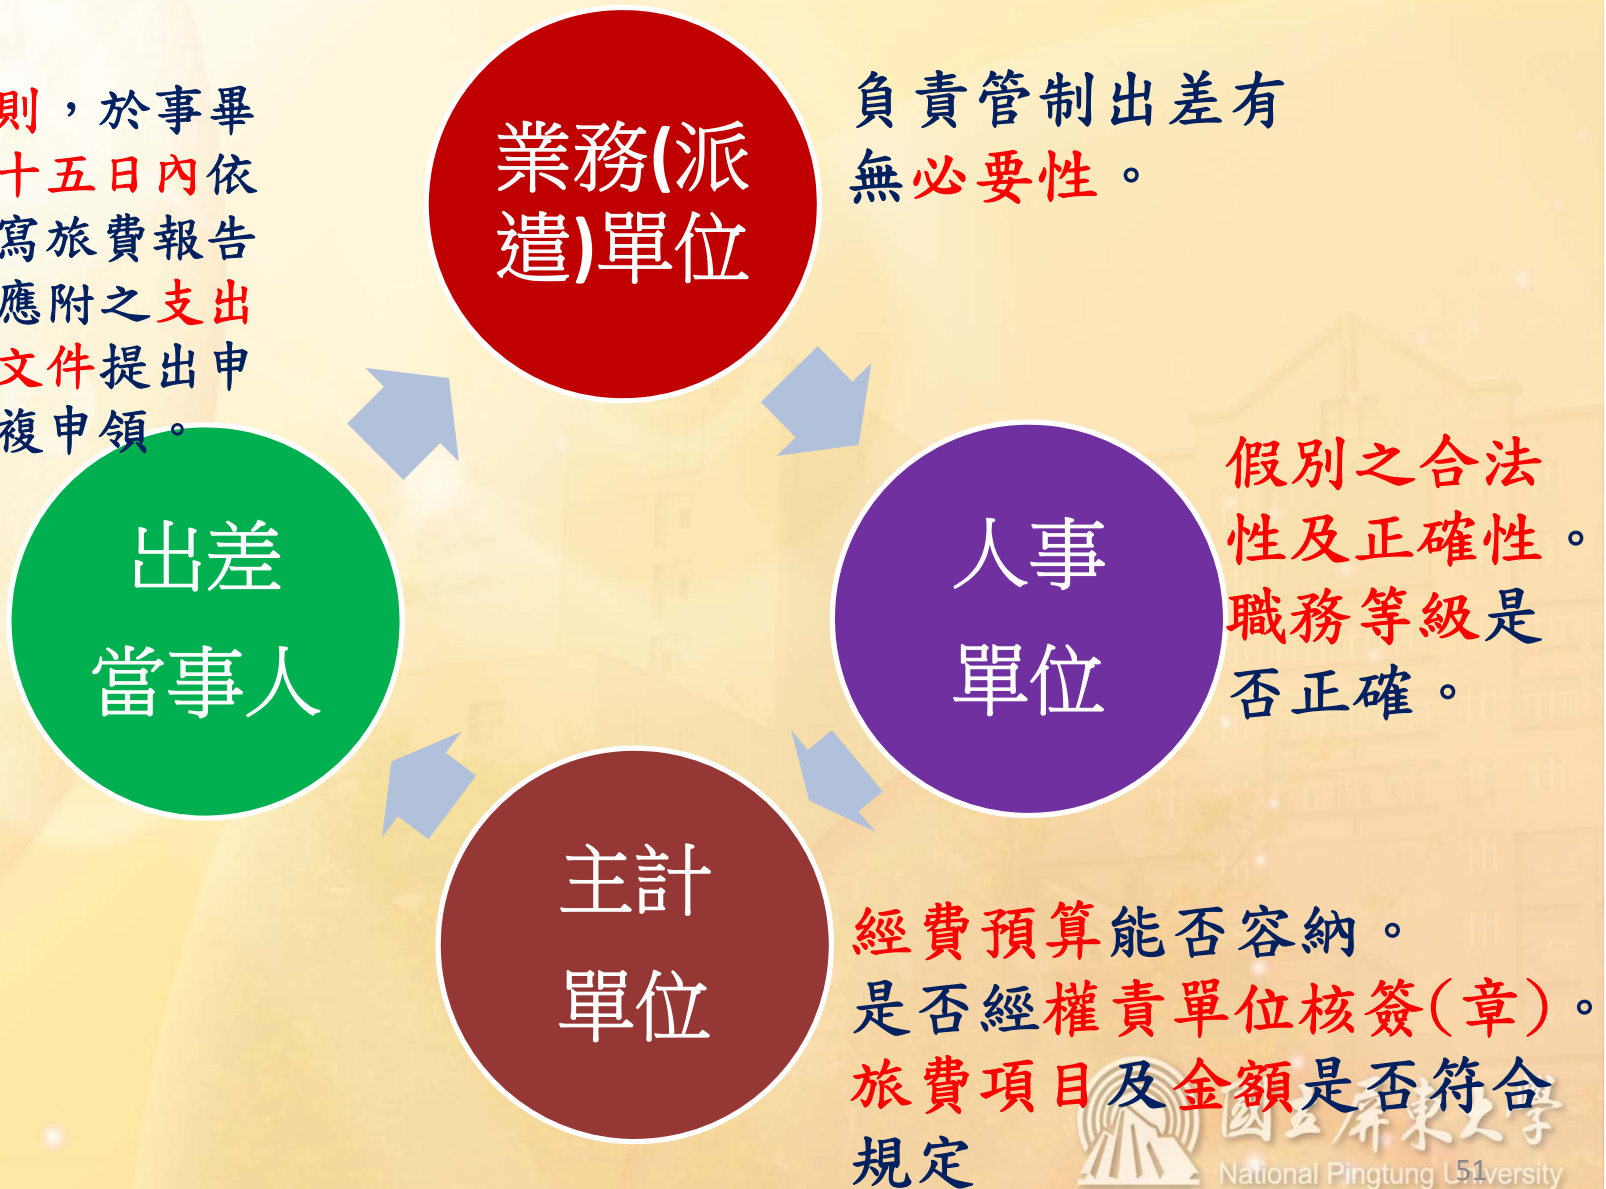 則，於事畢
十五日內依
寫旅費報告
應附之支出
文件提出申
複申領。
業務(派
遣)單位
負責管制出差有
無必要性。
出差
當事人
人事
單位
假別之合法
性及正確性。
職務等級是
否正確。
主計
單位
經費預算能否容納。
是否經權責單位核簽(章)。
旅費項目及金額是否符合
規定
國立屏東大學
National Pingtung University
51